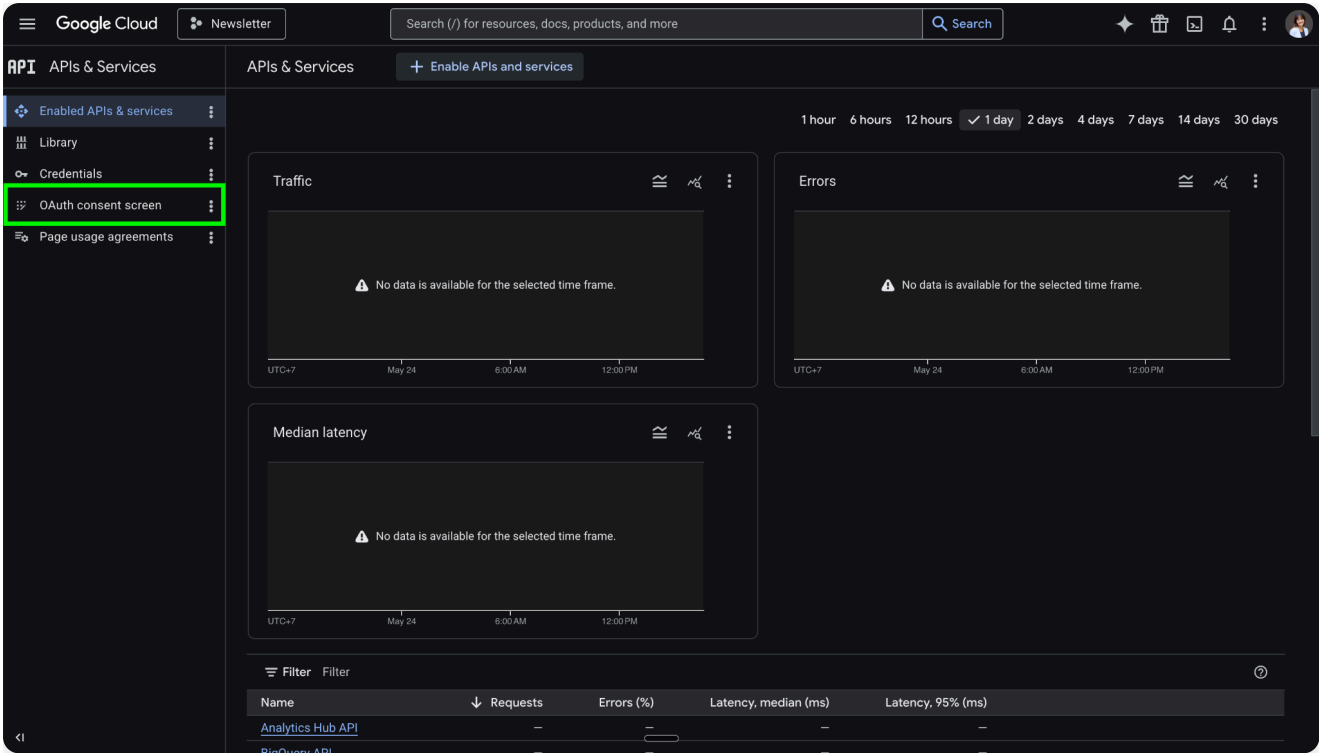 Google Cloud
Newsletter
Search (/) for resources, docs, products, and more
Search
API APIs & Services
APIs & Services
Enable APIs and services
Enabled APIs & services
Library
Credentials
OAuth consent screen
Page usage agreements
1 hour 6 hours 12 hours 1 day 2 days 4 days 7 days 14 days 30 days
Traffic
No data is available for the selected time frame.
UTC+7 May 24 6:00 AM 12:00 PM
Errors
No data is available for the selected time frame.
UTC+7 May 24 6:00 AM 12:00 PM
Median latency
No data is available for the selected time frame.
UTC+7 May 24 6:00 AM 12:00 PM
Filter Filter
Name Requests Errors (%) Latency, median (ms) Latency, 95% (ms)
Analytics Hub API – – – –
BigQuery API – – – –